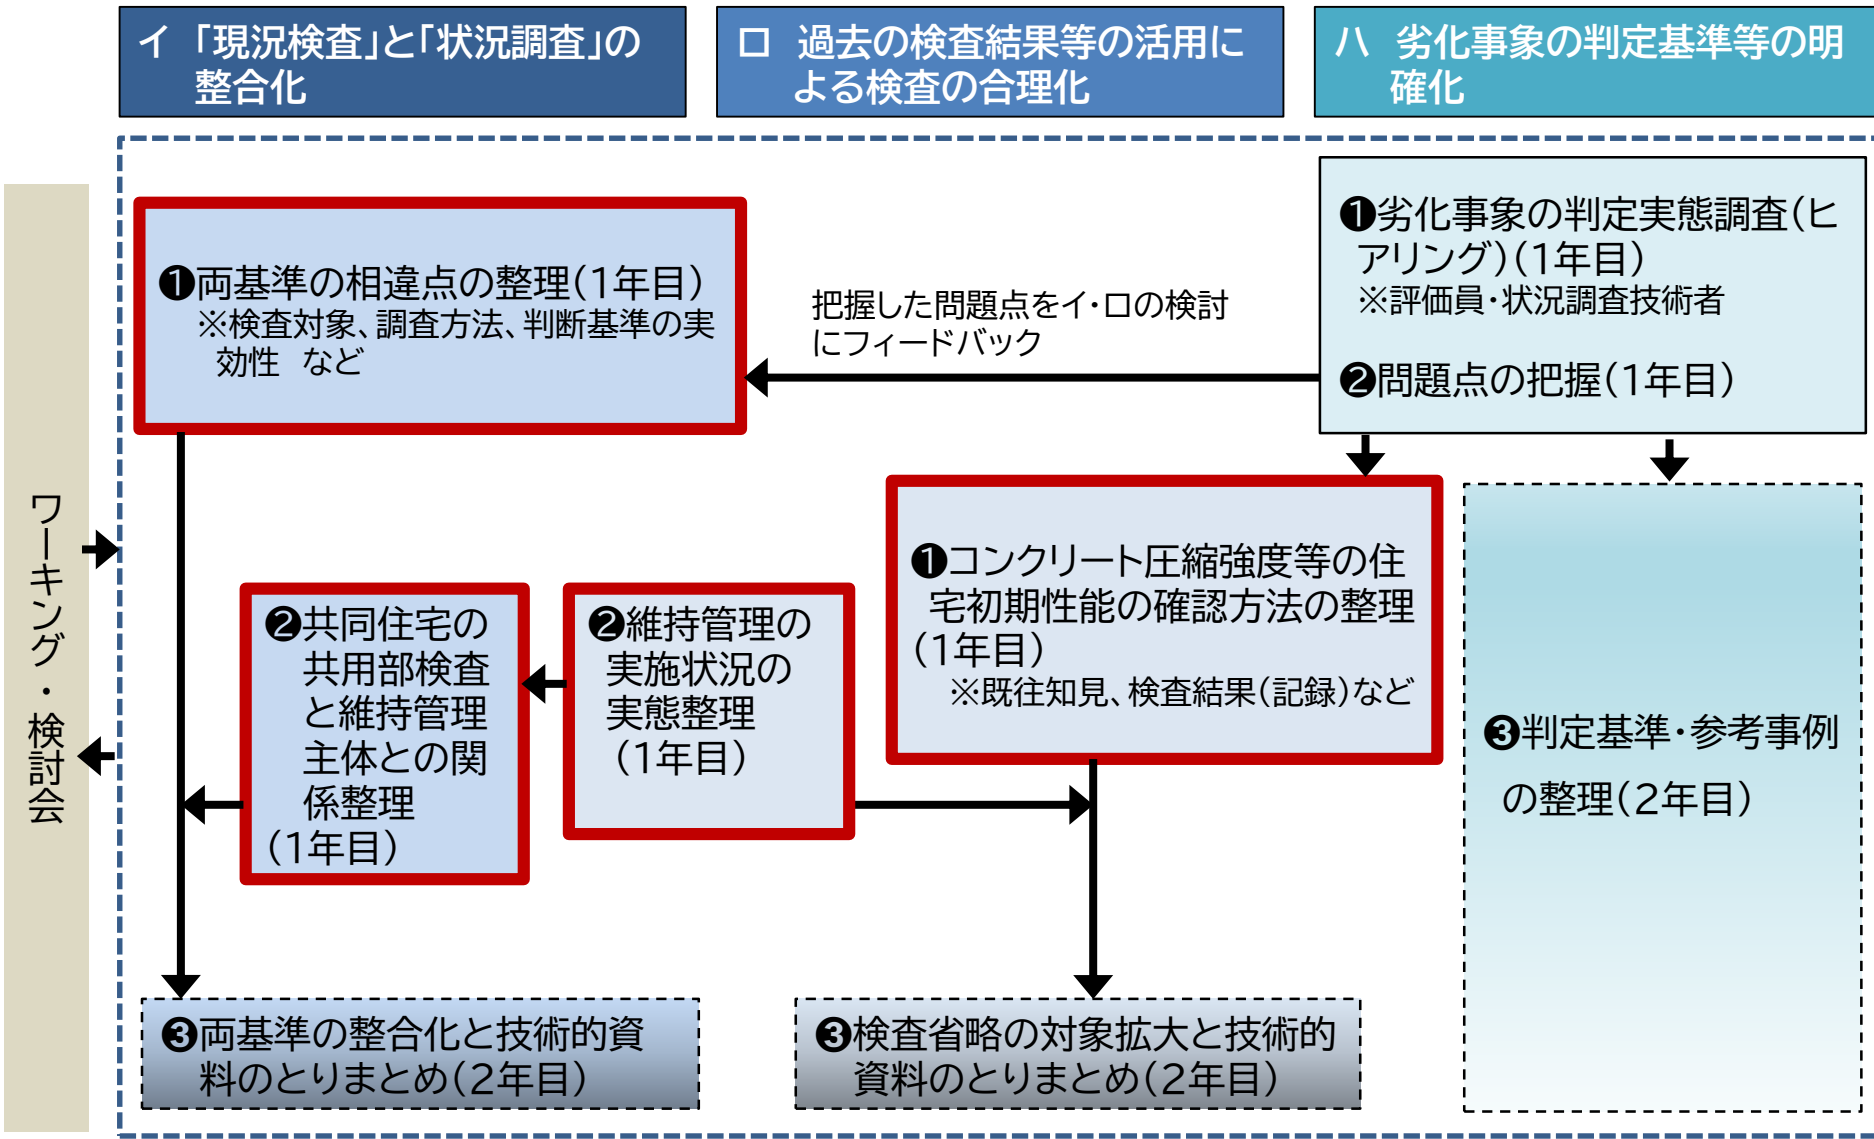 イ 「現況検査」と「状況調査」の
整合化
ロ 過去の検査結果等の活用に
よる検査の合理化
ハ 劣化事象の判定基準等の明
確化
ワーキング・検討会
❶両基準の相違点の整理(1年目)
※検査対象、調査方法、判断基準の実
効性 など
把握した問題点をイ・ロの検討
にフィードバック
❶劣化事象の判定実態調査(ヒ
アリング)(1年目)
※評価員・状況調査技術者
❷問題点の把握(1年目)
❷共同住宅の
共用部検査
と維持管理
主体との関
係整理
(1年目)
❷維持管理の
実施状況の
実態整理
(1年目)
❶コンクリート圧縮強度等の住
宅初期性能の確認方法の整理
(1年目)
※既往知見、検査結果(記録)など
❸判定基準・参考事例
の整理(2年目)
❸両基準の整合化と技術的資
料のとりまとめ(2年目)
❸検査省略の対象拡大と技術的
資料のとりまとめ(2年目)